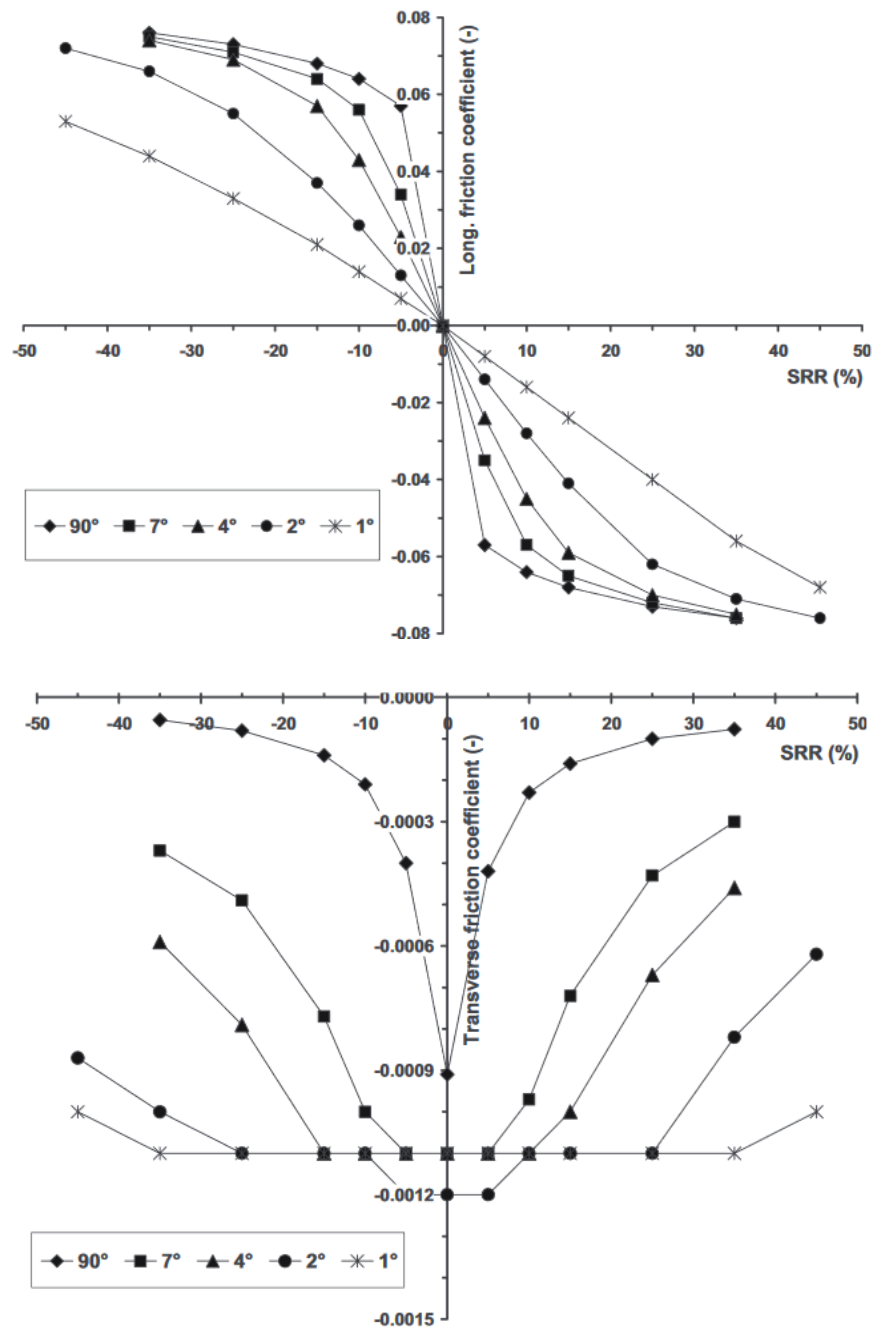 0.08
0.06
0.04
0.02
0.00
-0.02
-0.04
-0.06
-0.08
Long. friction coefficient (-)
-50 -40 -30 -20 -10 0 10 20 30 40 50
SRR (%)
90° 7° 4° 2° 1°
0.0000
-50 -40 -30 -20 -10 0 10 20 30 40 50
SRR (%)
Transverse friction coefficient (-)
-0.0003
-0.0006
-0.0009
-0.0012
-0.0015
90° 7° 4° 2° 1°